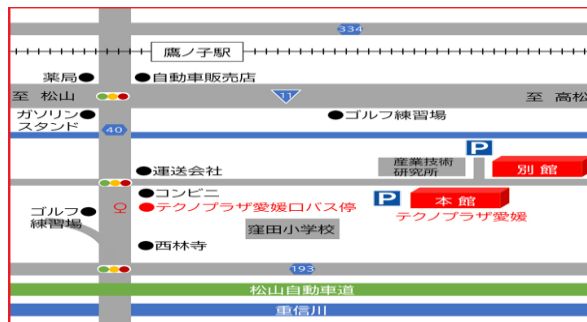 334
鷹ノ子駅
薬局
自動車販売店
至 松山
11
至 高松
ガソリン
スタンド
ゴルフ練習場
40
P
運送会社
産業技術
研究所
別館
コンビニ
P
本館
テクノプラザ愛媛口バス停
テクノプラザ愛媛
ゴルフ
練習場
窪田小学校
西林寺
193
松山自動車道
重信川